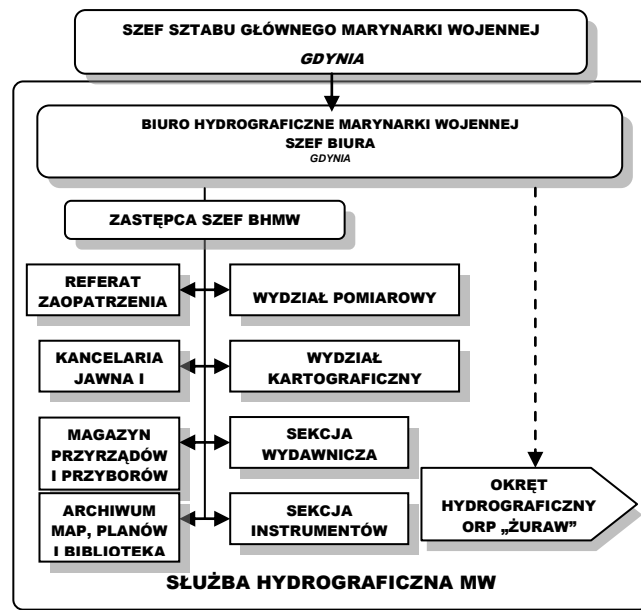 SZEF SZTABU GŁÓWNEGO MARYNARKI WOJENNEJ
GDYNIA
BIURO HYDROGRAFICZNE MARYNARKI WOJENNEJ
SZEF BIURA
GDYNIA
ZASTĘPCA SZEF BHMW
REFERAT
ZAOPATRZENIA
WYDZIAŁ POMIAROWY
KANCELARIA
JAWNA I
WYDZIAŁ
KARTOGRAFICZNY
MAGAZYN
PRZYRZĄDÓW
I PRZYBORÓW
SEKCJA
WYDAWNICZA
ARCHIWUM
MAP, PLANÓW
I BIBLIOTEKA
SEKCJA
INSTRUMENTÓW
OKRĘT
HYDROGRAFICZNY
ORP „ŻURAW”
SŁUŻBA HYDROGRAFICZNA MW